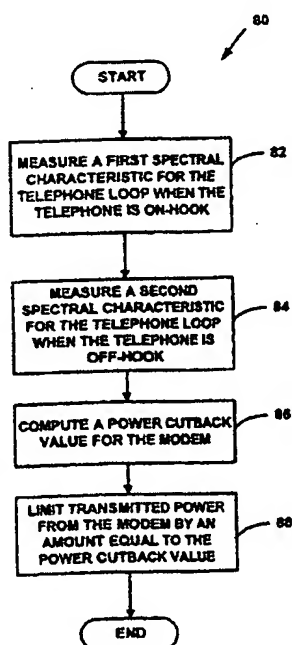 80
START
MEASURE A FIRST SPECTRAL
CHARACTERISTIC FOR THE
TELEPHONE LOOP WHEN THE
TELEPHONE IS ON-HOOK
82
MEASURE A SECOND
SPECTRAL CHARACTERISTIC
FOR THE TELEPHONE LOOP
WHEN THE TELEPHONE IS
OFF-HOOK
84
COMPUTE A POWER CUTBACK
VALUE FOR THE MODEM
86
LIMIT TRANSMITTED POWER
FROM THE MODEM BY AN
AMOUNT EQUAL TO THE
POWER CUTBACK VALUE
88
END